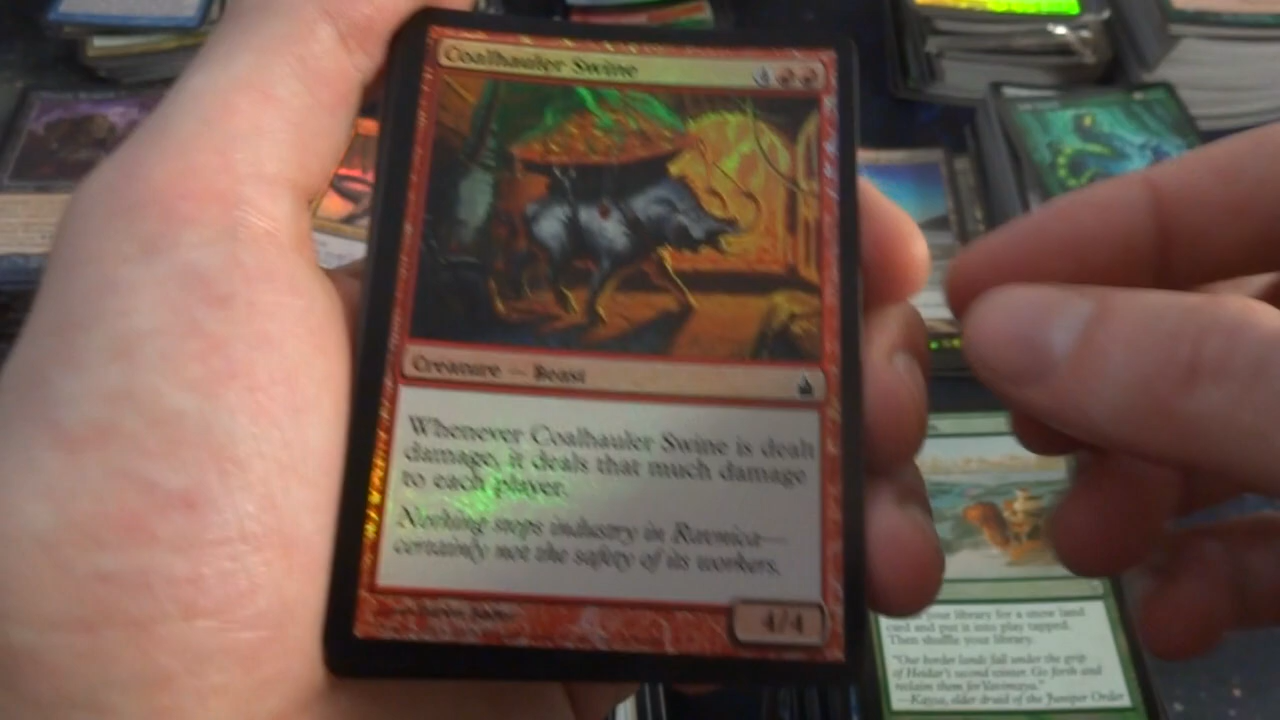 Coalhauler Swine 4
Creature — Beast
Whenever Coalhauler Swine is dealt
damage, it deals that much damage
to each player.
Nothing stops industry in Ravnica—
certainly not the safety of its workers.
4/4
your library for a snow land
card and put it into play tapped.
Then shuffle your library.
"Our border lands fall under the grip
of Heidar's second winter. Go forth and
reclaim them for Yavimaya."
—Kaysa, elder druid of the Juniper Order